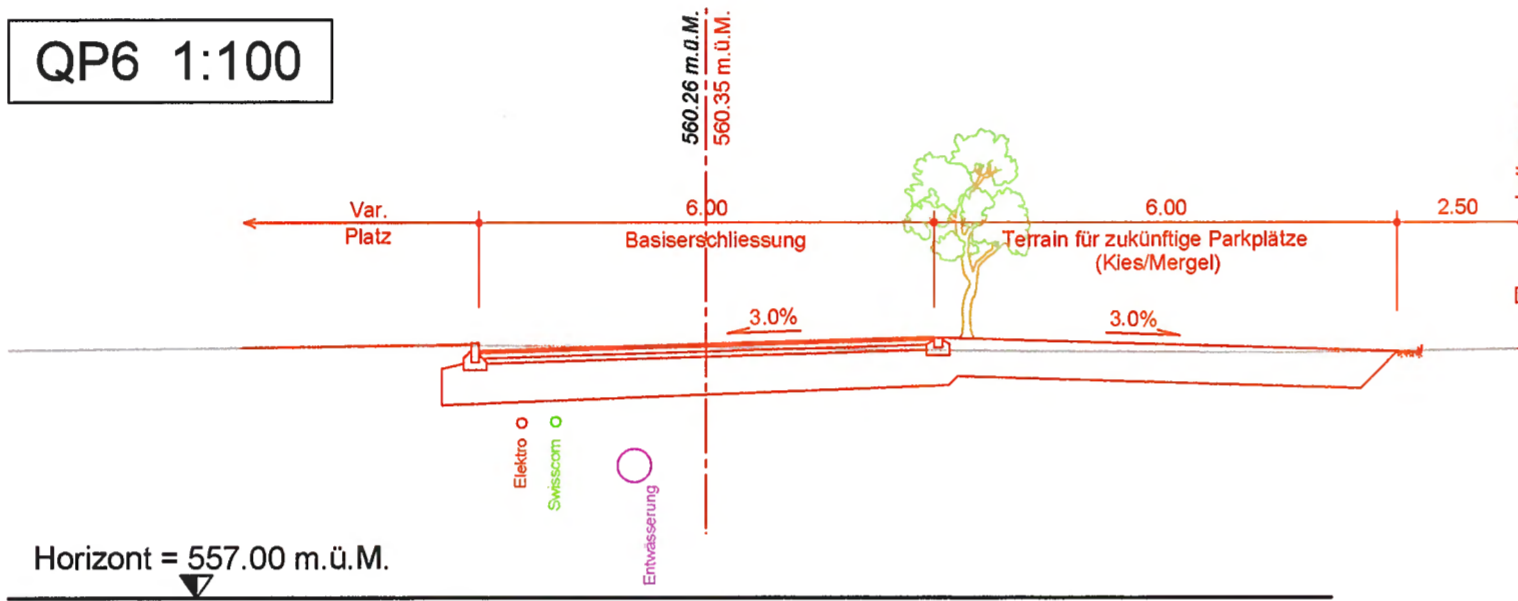 QP6 1:100
560.26 m.ü.M.
560.35 m.ü.M.
Var.
Platz
6.00
Basiserschliessung
6.00
Terrain für zukünftige Parkplätze
(Kies/Mergel)
2.50
3.0%
3.0%
Elektro
Swisscom
Entwässerung
Horizont = 557.00 m.ü.M.